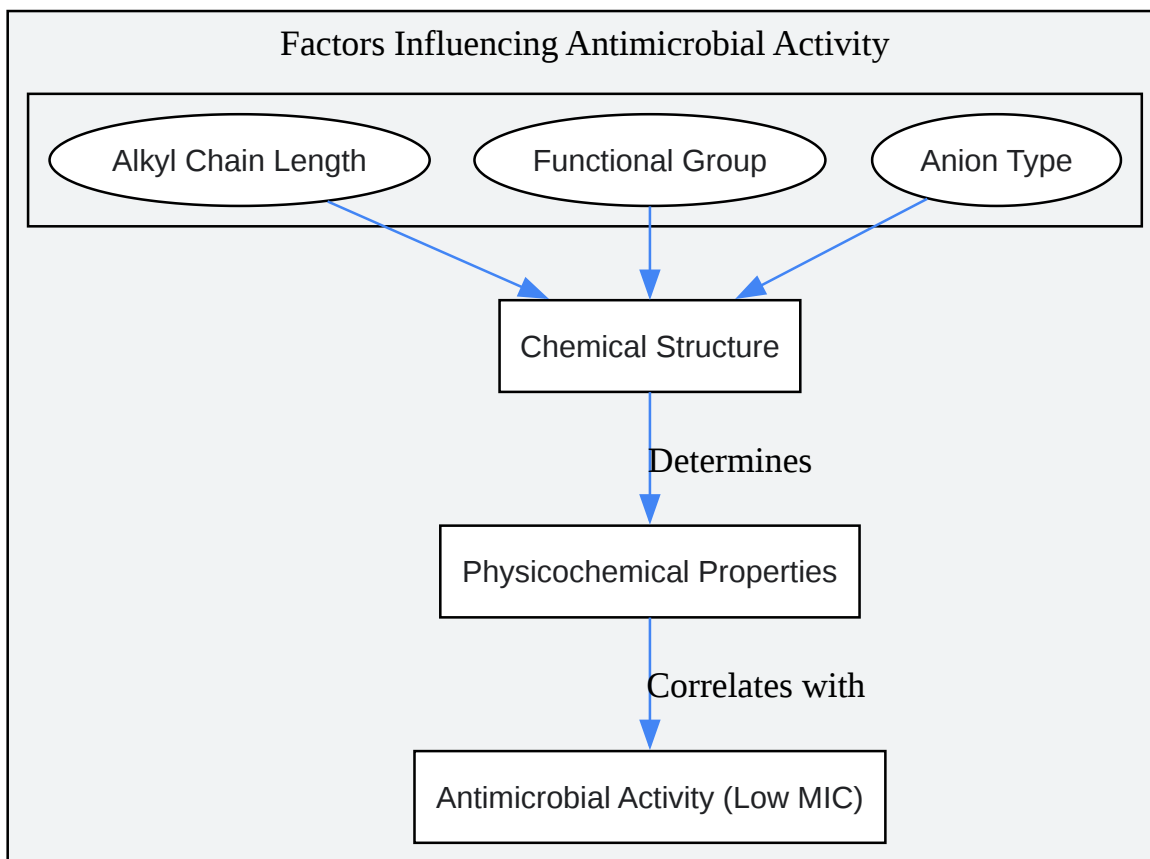 Factors Influencing Antimicrobial Activity
Alkyl Chain Length
Functional Group
Anion Type
Chemical Structure
Determines
Physicochemical Properties
Correlates with
Antimicrobial Activity (Low MIC)